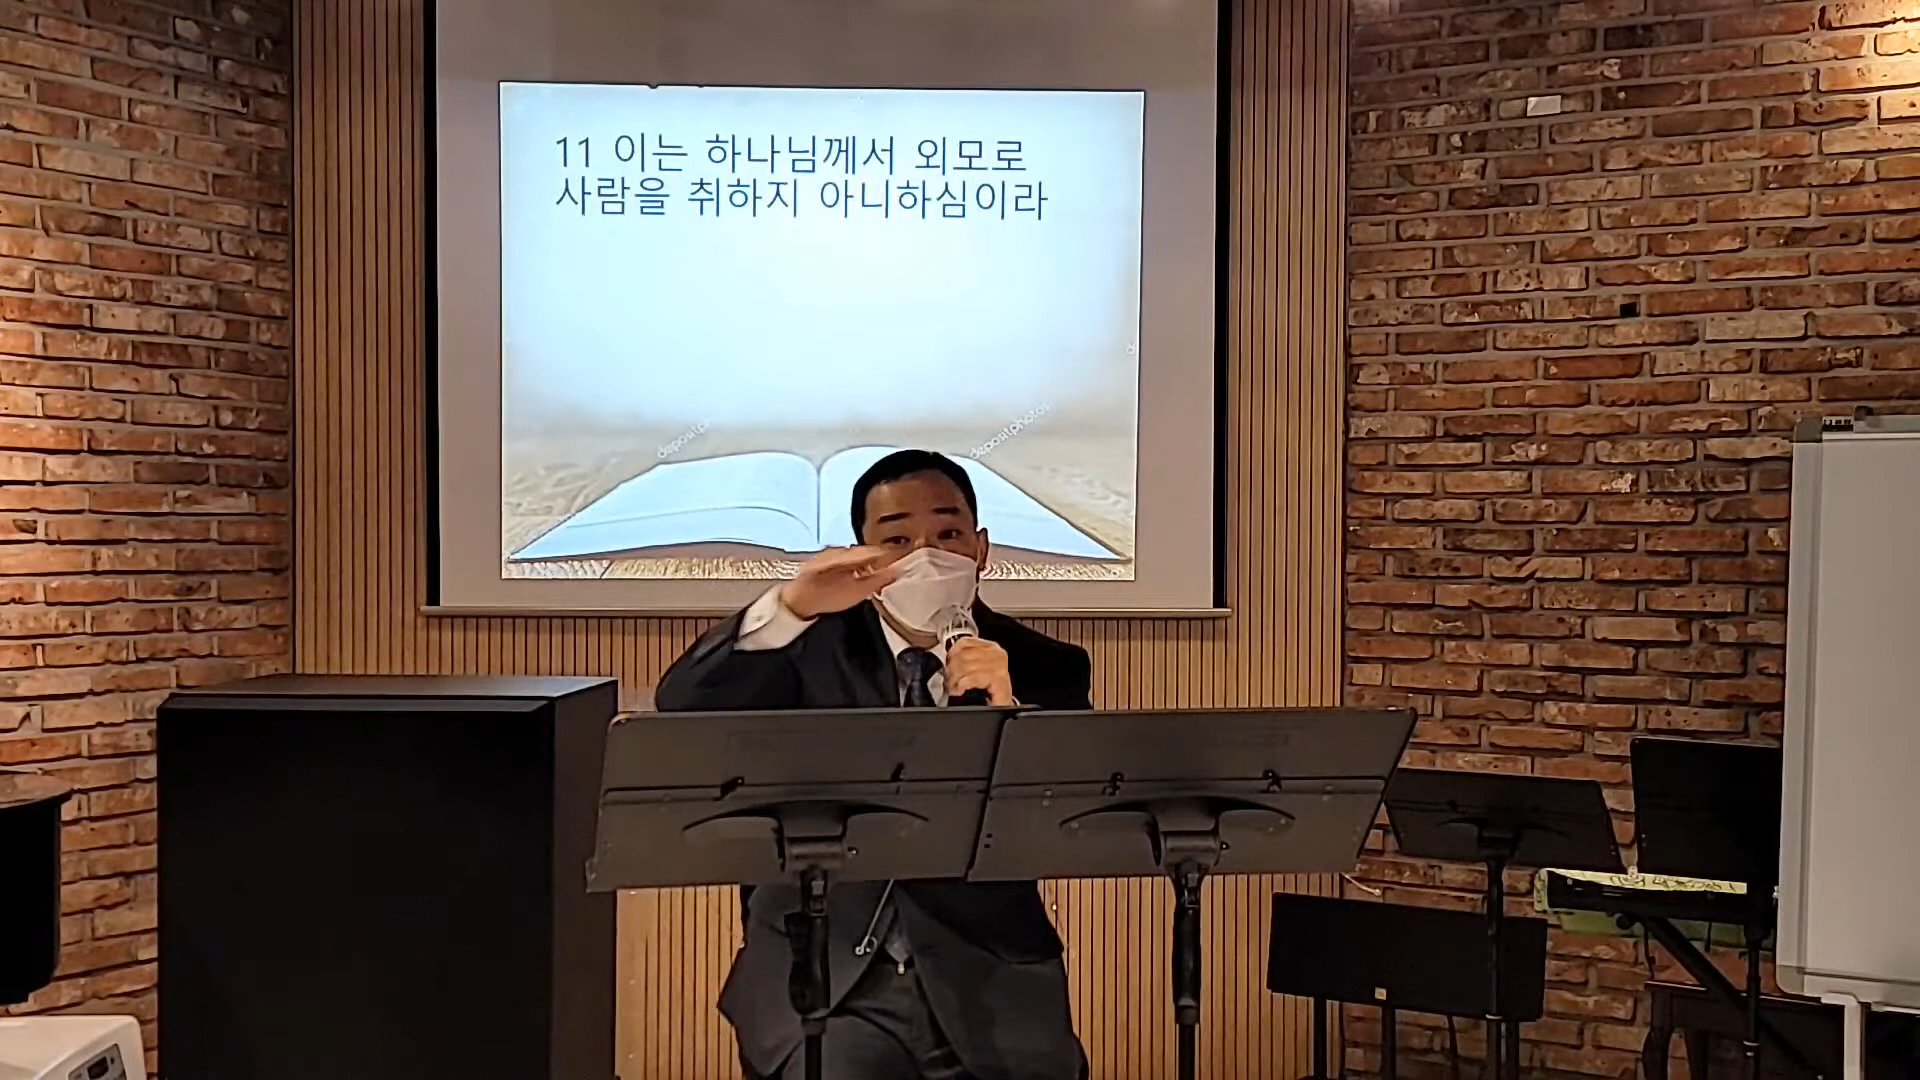 11 이는 하나님께서 외모로
사람을 취하지 아니하심이라
depositphotos